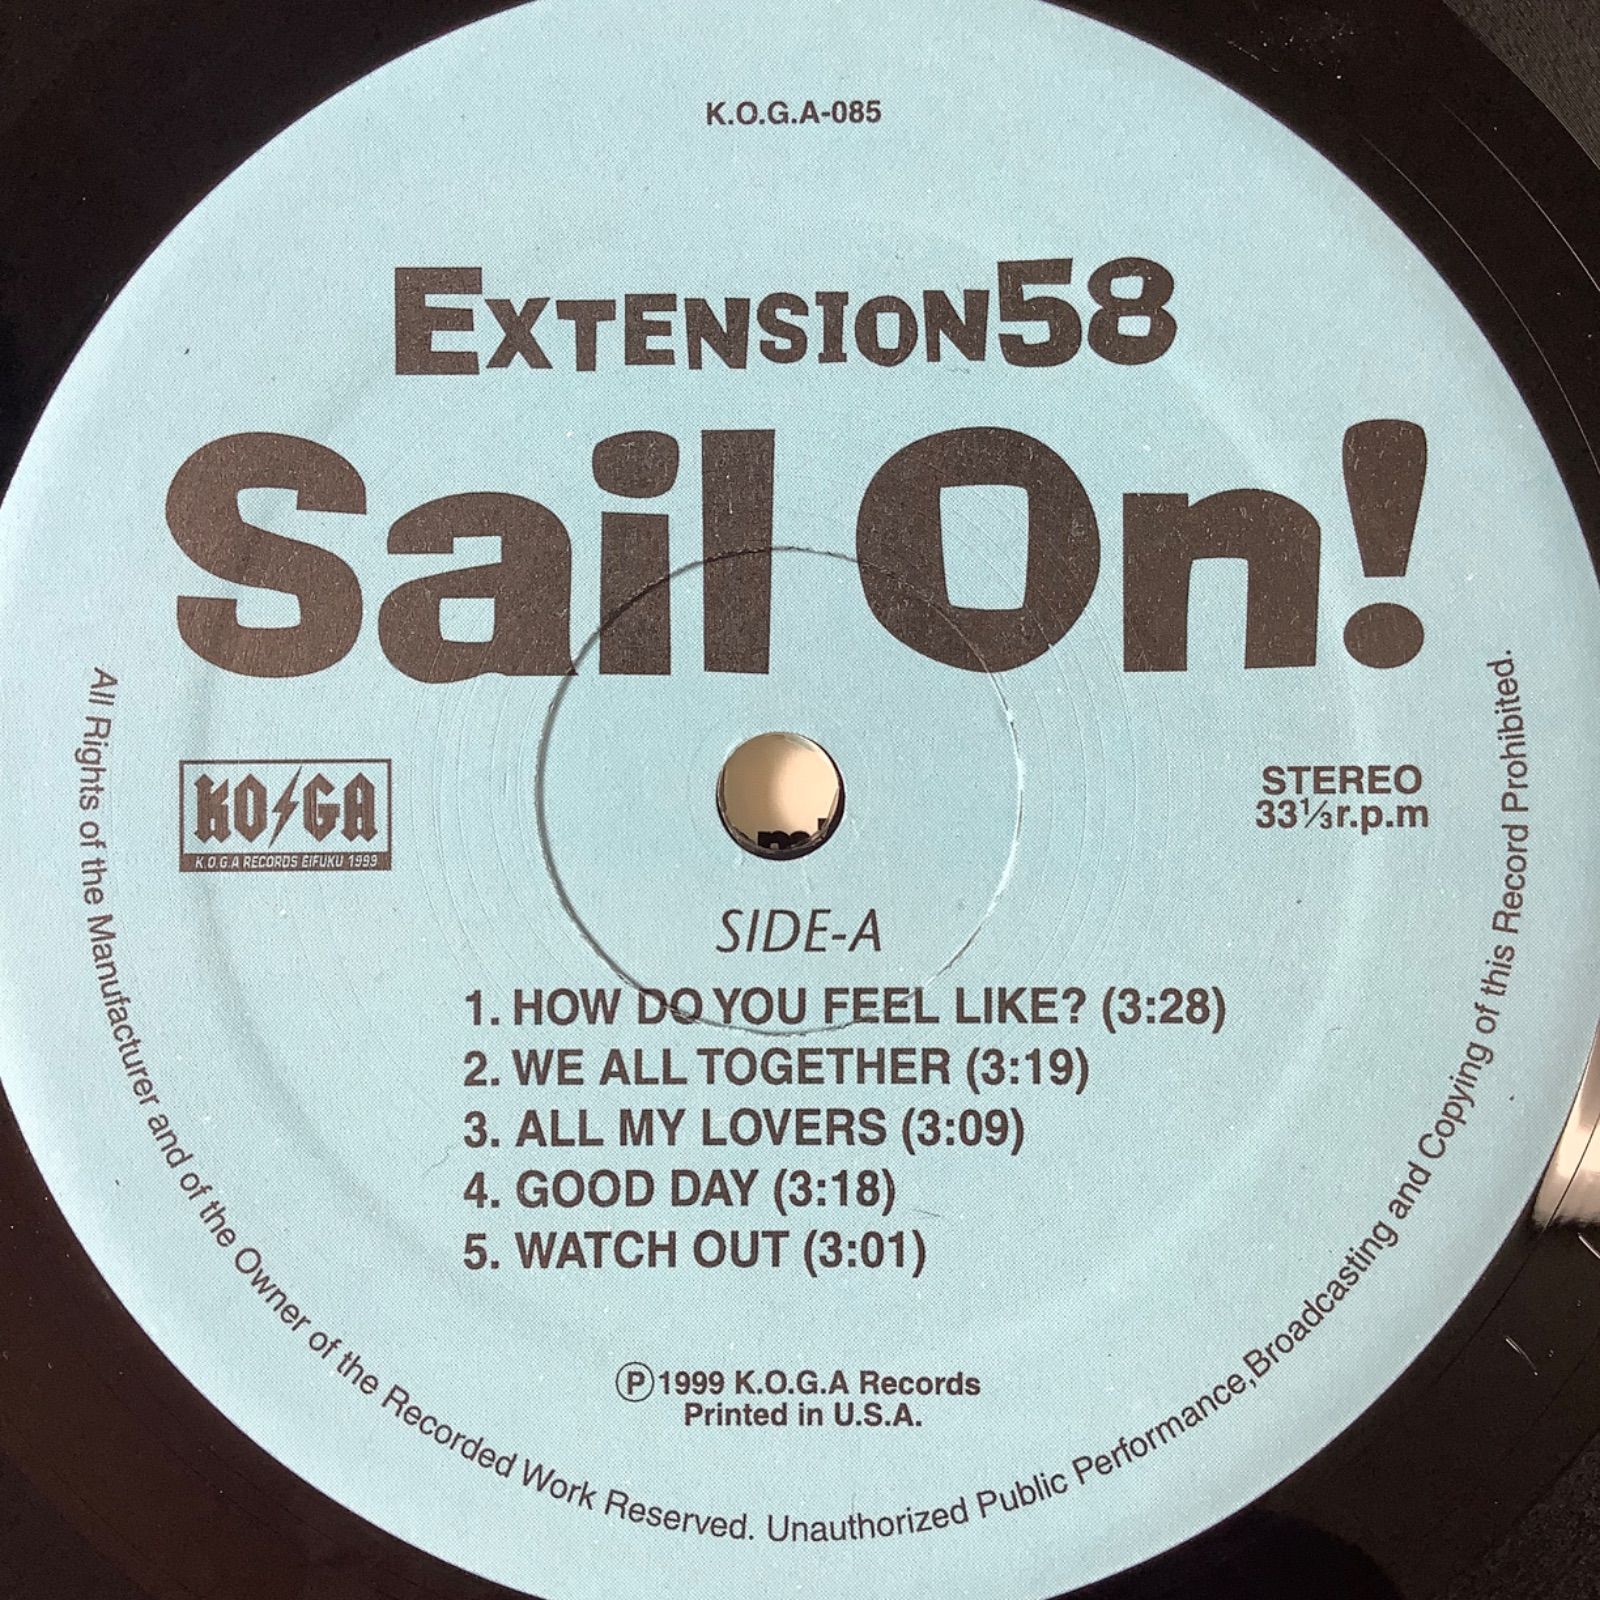 K.O.G.A-085
EXTENSION58
Sail On!
KO GA
K.O.G.A RECORDS EIFUKU 1999
STEREO
33⅓r.p.m
SIDE-A
1. HOW DO YOU FEEL LIKE? (3:28)
2. WE ALL TOGETHER (3:19)
3. ALL MY LOVERS (3:09)
4. GOOD DAY (3:18)
5. WATCH OUT (3:01)
Ⓟ1999 K.O.G.A Records
Printed in U.S.A.
All Rights of the Manufacturer and of the Owner of the Recorded Work Reserved. Unauthorized Public Performance,Broadcasting and Copying of this Record Prohibited.